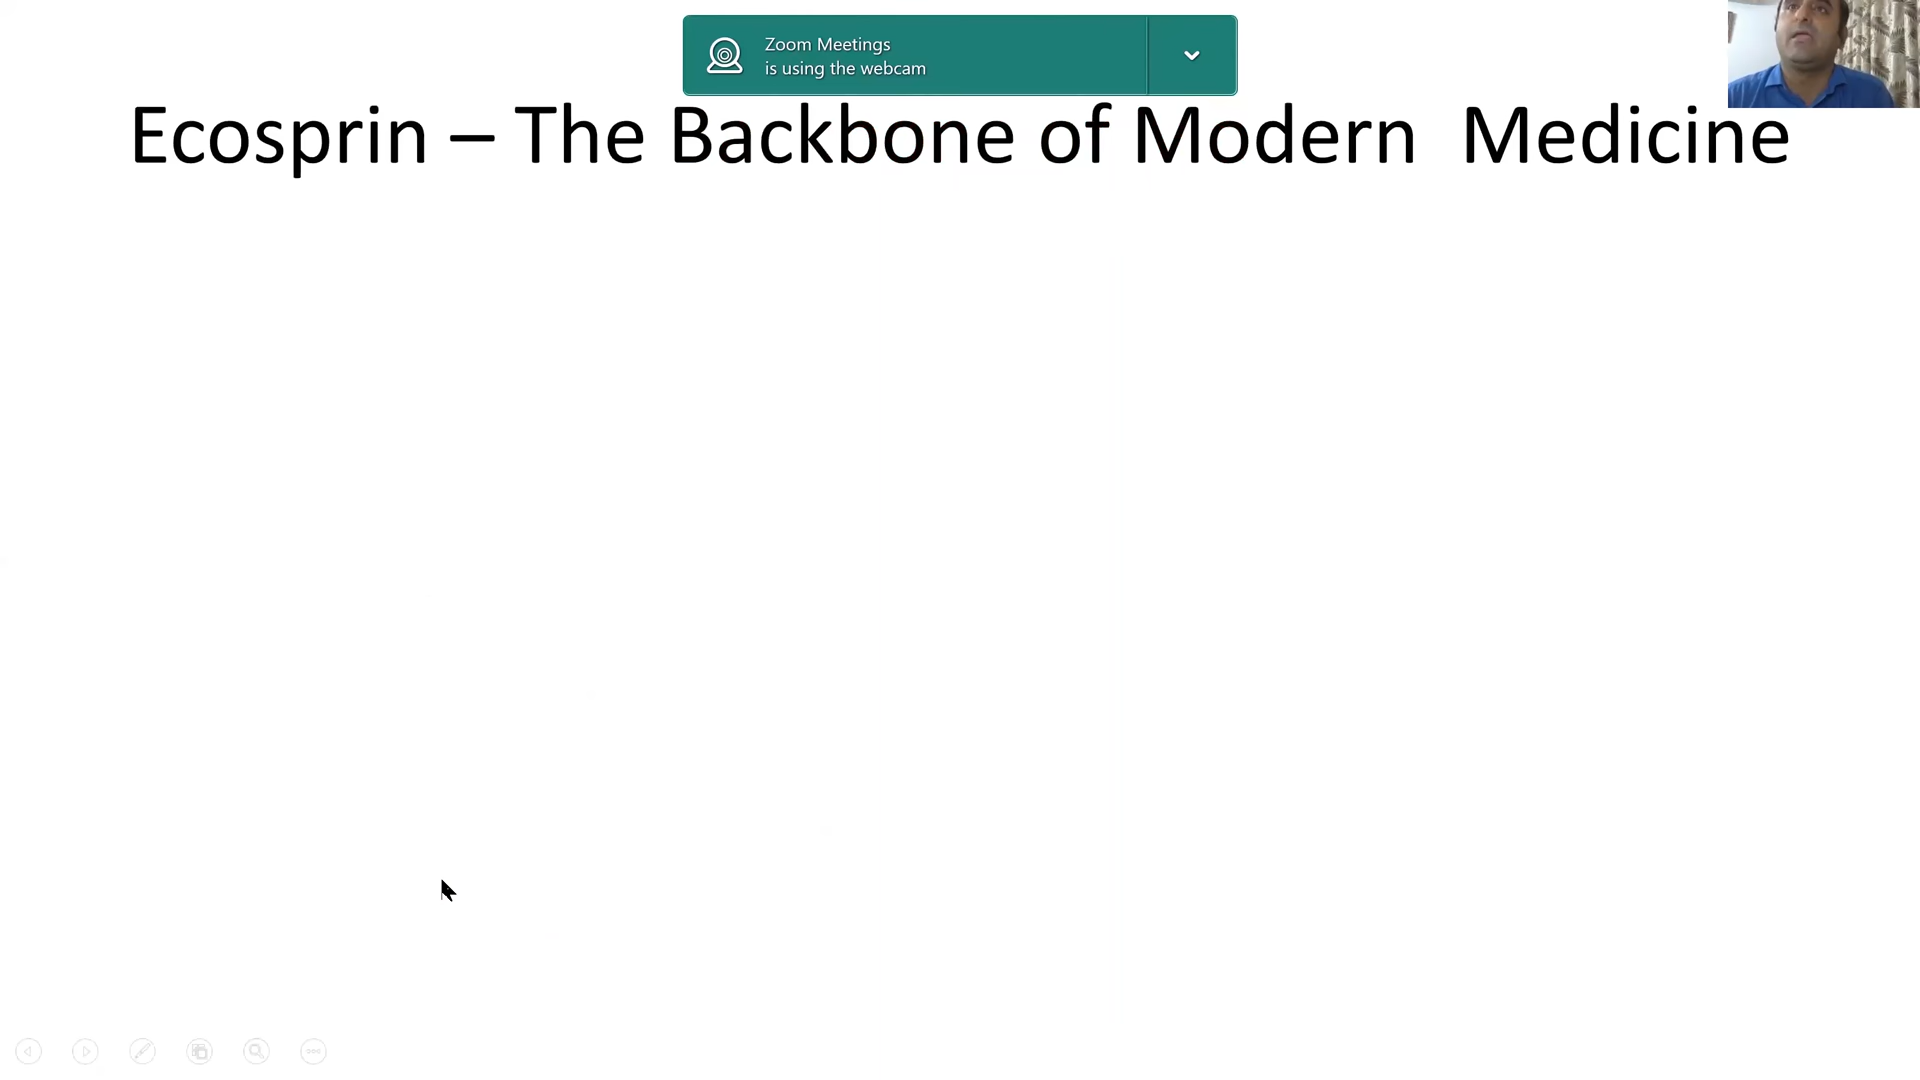 Zoom Meetings
is using the webcam
Ecosprin – The Backbone of Modern  Medicine